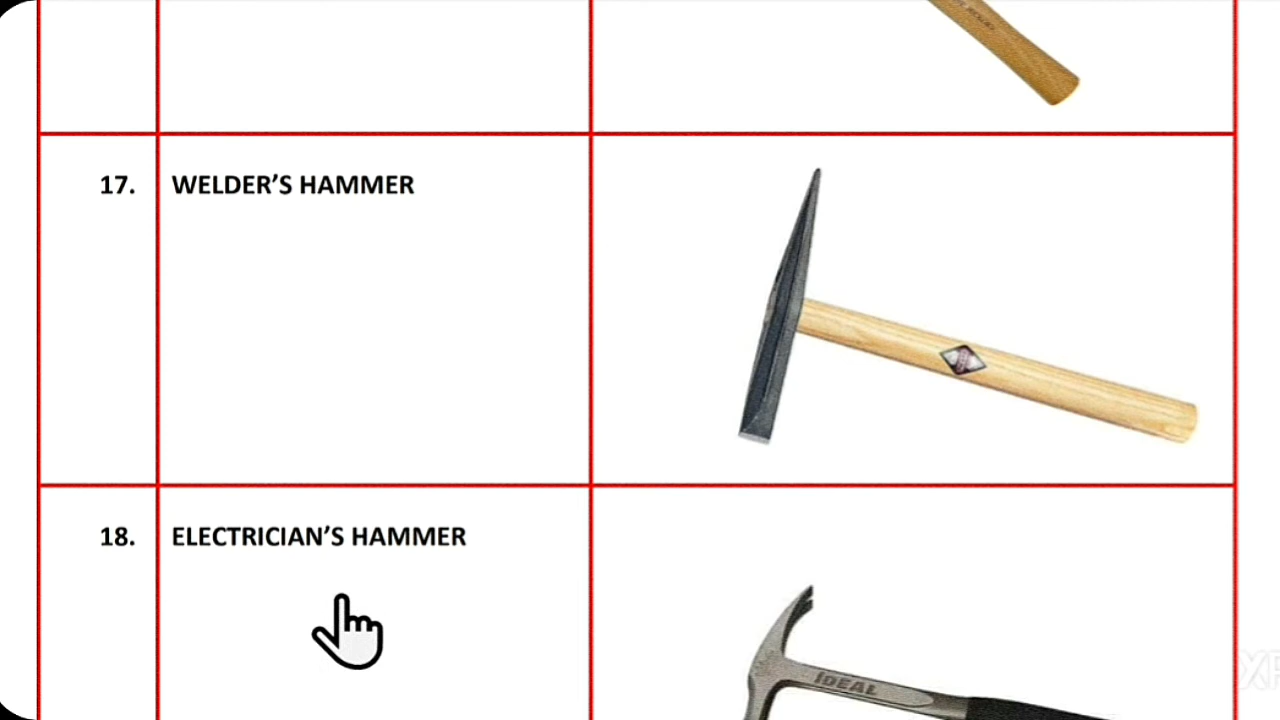 17. WELDER’S HAMMER
18. ELECTRICIAN’S HAMMER
IDEAL